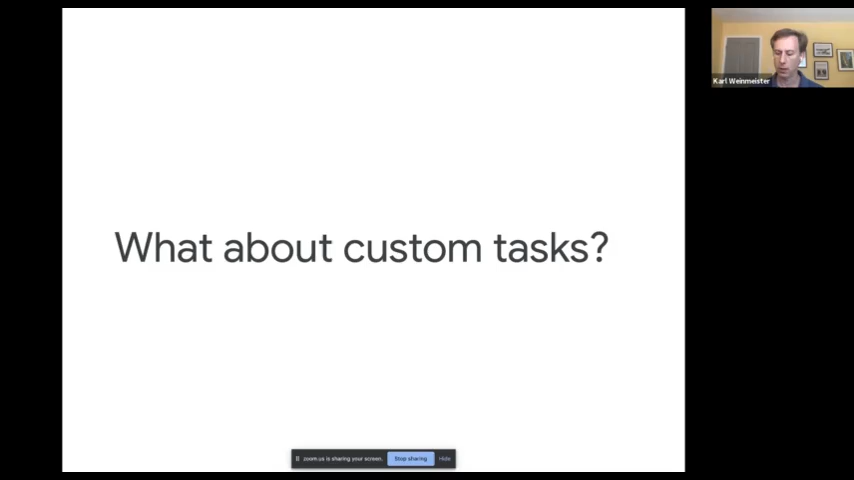 Karl Weinmeister
What about custom tasks?
zoom.us is sharing your screen. Stop sharing Hide